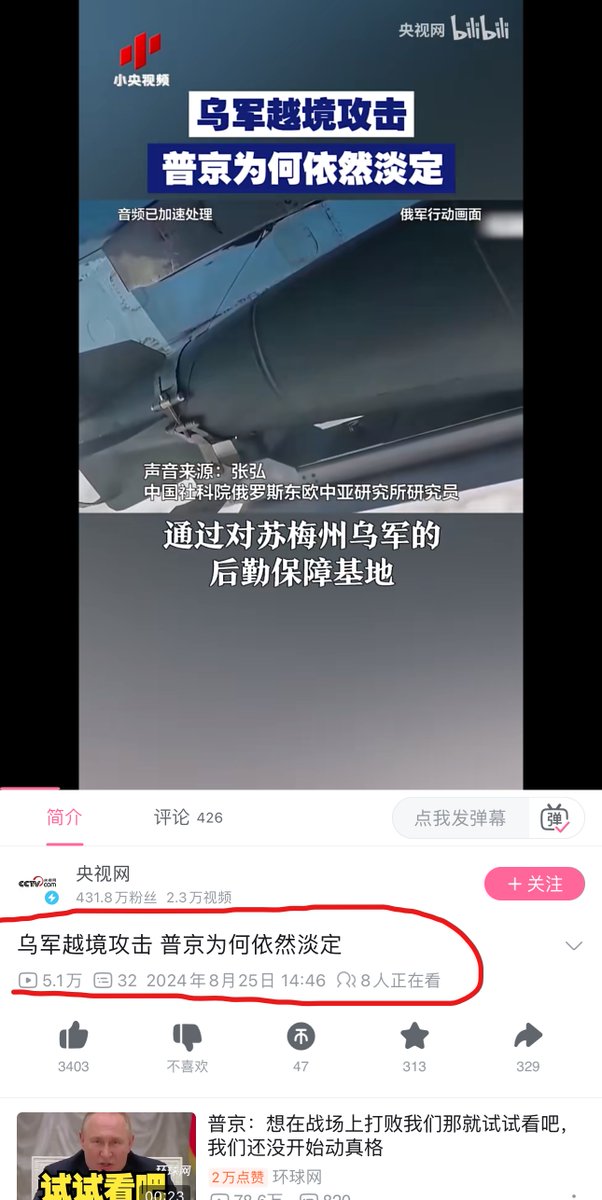 央视网 bilibili
小央视频
乌军越境攻击
普京为何依然淡定
音频已加速处理
俄军行动画面
声音来源：张弘
中国社科院俄罗斯东欧中亚研究所研究员
通过对苏梅州乌军的
后勤保障基地
简介
评论 426
点我发弹幕
弹
央视网
CCTV 央视网 com
431.8万粉丝 2.3万视频
+ 关注
乌军越境攻击 普京为何依然淡定
5.1万 32 2024年8月25日 14:46 8人正在看
3403
不喜欢
47
313
329
普京：想在战场上打败我们那就试试看吧，
我们还没开始动真格
环球网
试试看吧
00:23
2万点赞 环球网
78.6万 820